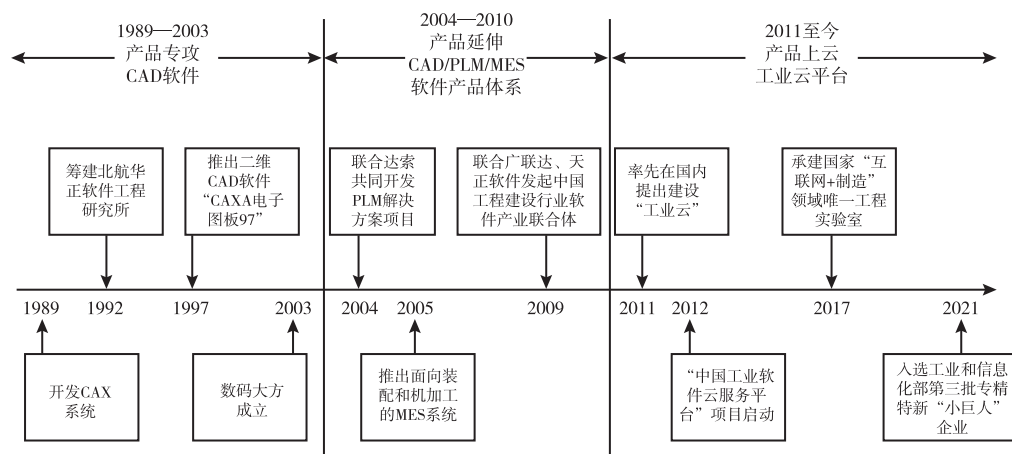 1989—2003
产品专攻
CAD软件
2004—2010
产品延伸
CAD/PLM/MES
软件产品体系
2011至今
产品上云
工业云平台
筹建北航华
正软件工程
研究所
推出二维
CAD软件
“CAXA电子
图板97”
联合达索
共同开发
PLM解决
方案项目
联合广联达、天
正软件发起中国
工程建设行业软
件产业联合体
率先在国内
提出建设
“工业云”
承建国家“互
联网+制造”
领域唯一工程
实验室
1989
1992
1997
2003
2004
2005
2009
2011
2012
2017
2021
开发CAX
系统
数码大方
成立
推出面向装
配和机加工
的MES系统
“中国工业软
件云服务平
台”项目启动
入选工业和信息
化部第三批专精
特新“小巨人”
企业